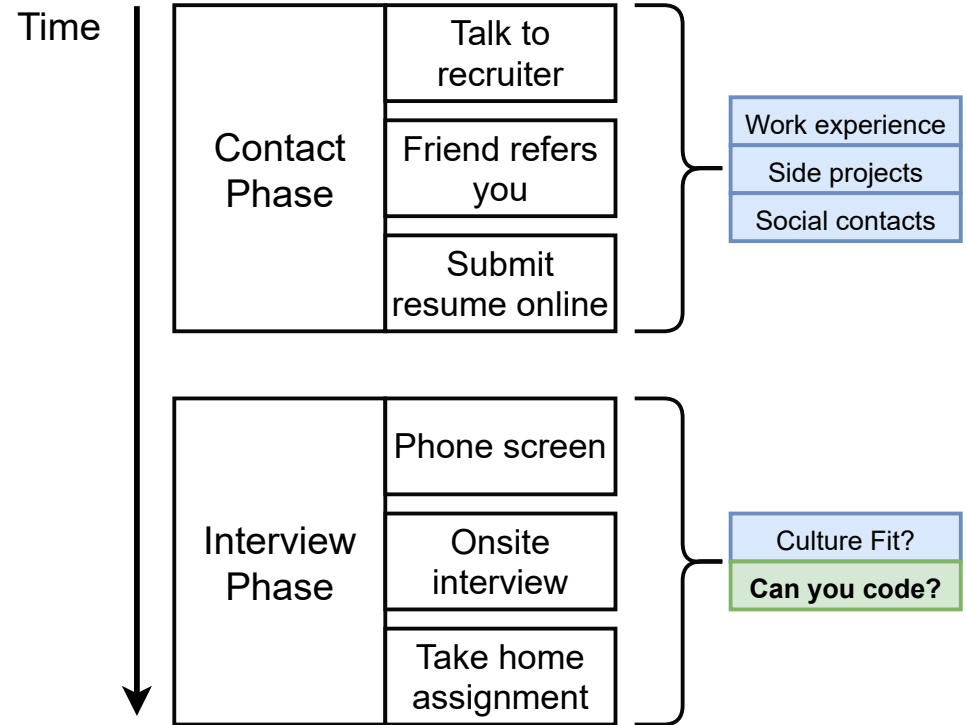 Time
Contact
Phase
Talk to
recruiter
Friend refers
you
Submit
resume online
Work experience
Side projects
Social contacts
Interview
Phase
Phone screen
Onsite
interview
Take home
assignment
Culture Fit?
Can you code?